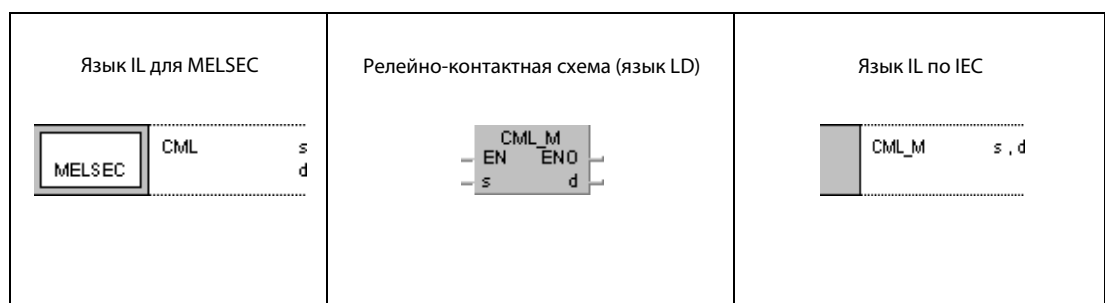 Язык IL для MELSEC
MELSEC
CML s
d
Релейно-контактная схема (язык LD)
CML_M
EN ENO
s d
Язык IL по IEC
CML_M s , d